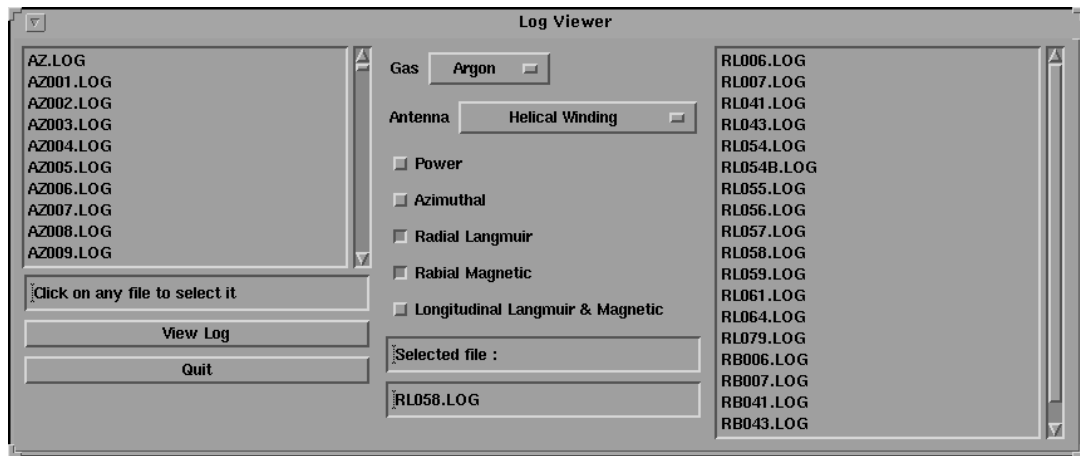 Log Viewer
AZ.LOG
AZ001.LOG
AZ002.LOG
AZ003.LOG
AZ004.LOG
AZ005.LOG
AZ006.LOG
AZ007.LOG
AZ008.LOG
AZ009.LOG
Click on any file to select it
View Log
Quit
Gas Argon
Antenna Helical Winding
Power
Azimuthal
Radial Langmuir
Rabial Magnetic
Longitudinal Langmuir & Magnetic
Selected file :
RL058.LOG
RL006.LOG
RL007.LOG
RL041.LOG
RL043.LOG
RL054.LOG
RL054B.LOG
RL055.LOG
RL056.LOG
RL057.LOG
RL058.LOG
RL059.LOG
RL061.LOG
RL064.LOG
RL079.LOG
RB006.LOG
RB007.LOG
RB041.LOG
RB043.LOG